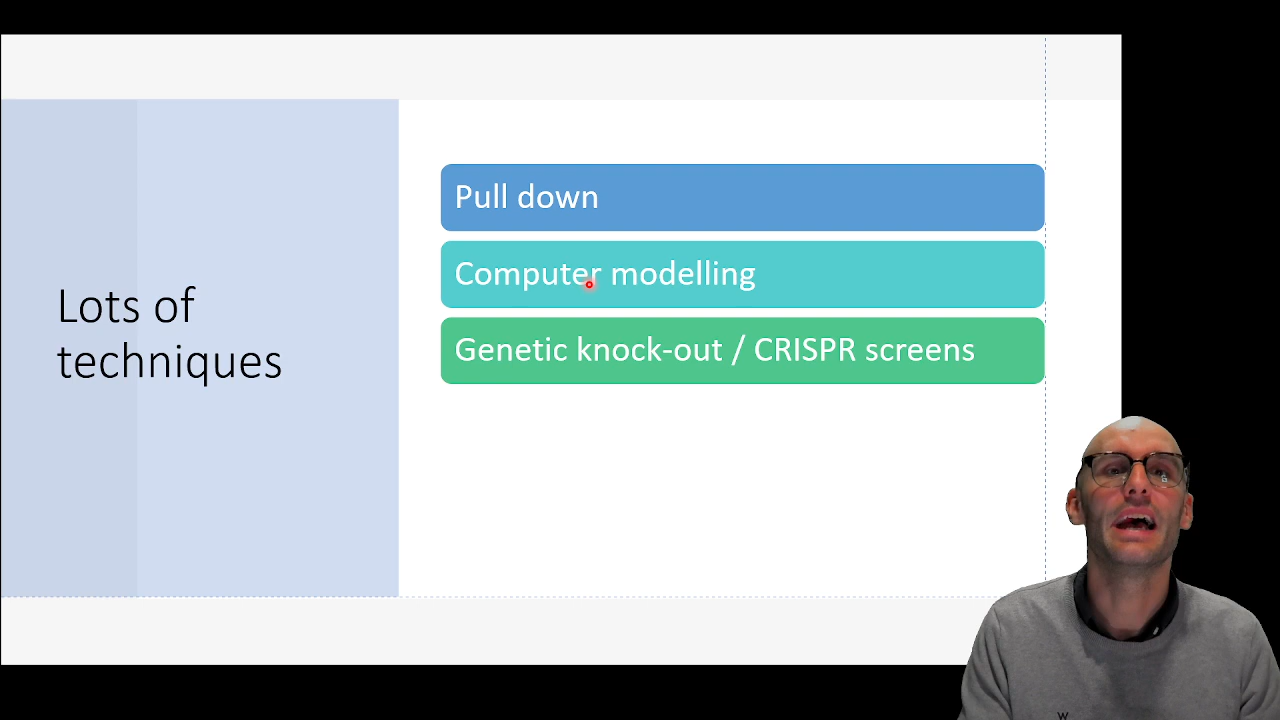 Lots of
techniques
Pull down
Computer modelling
Genetic knock-out / CRISPR screens
W